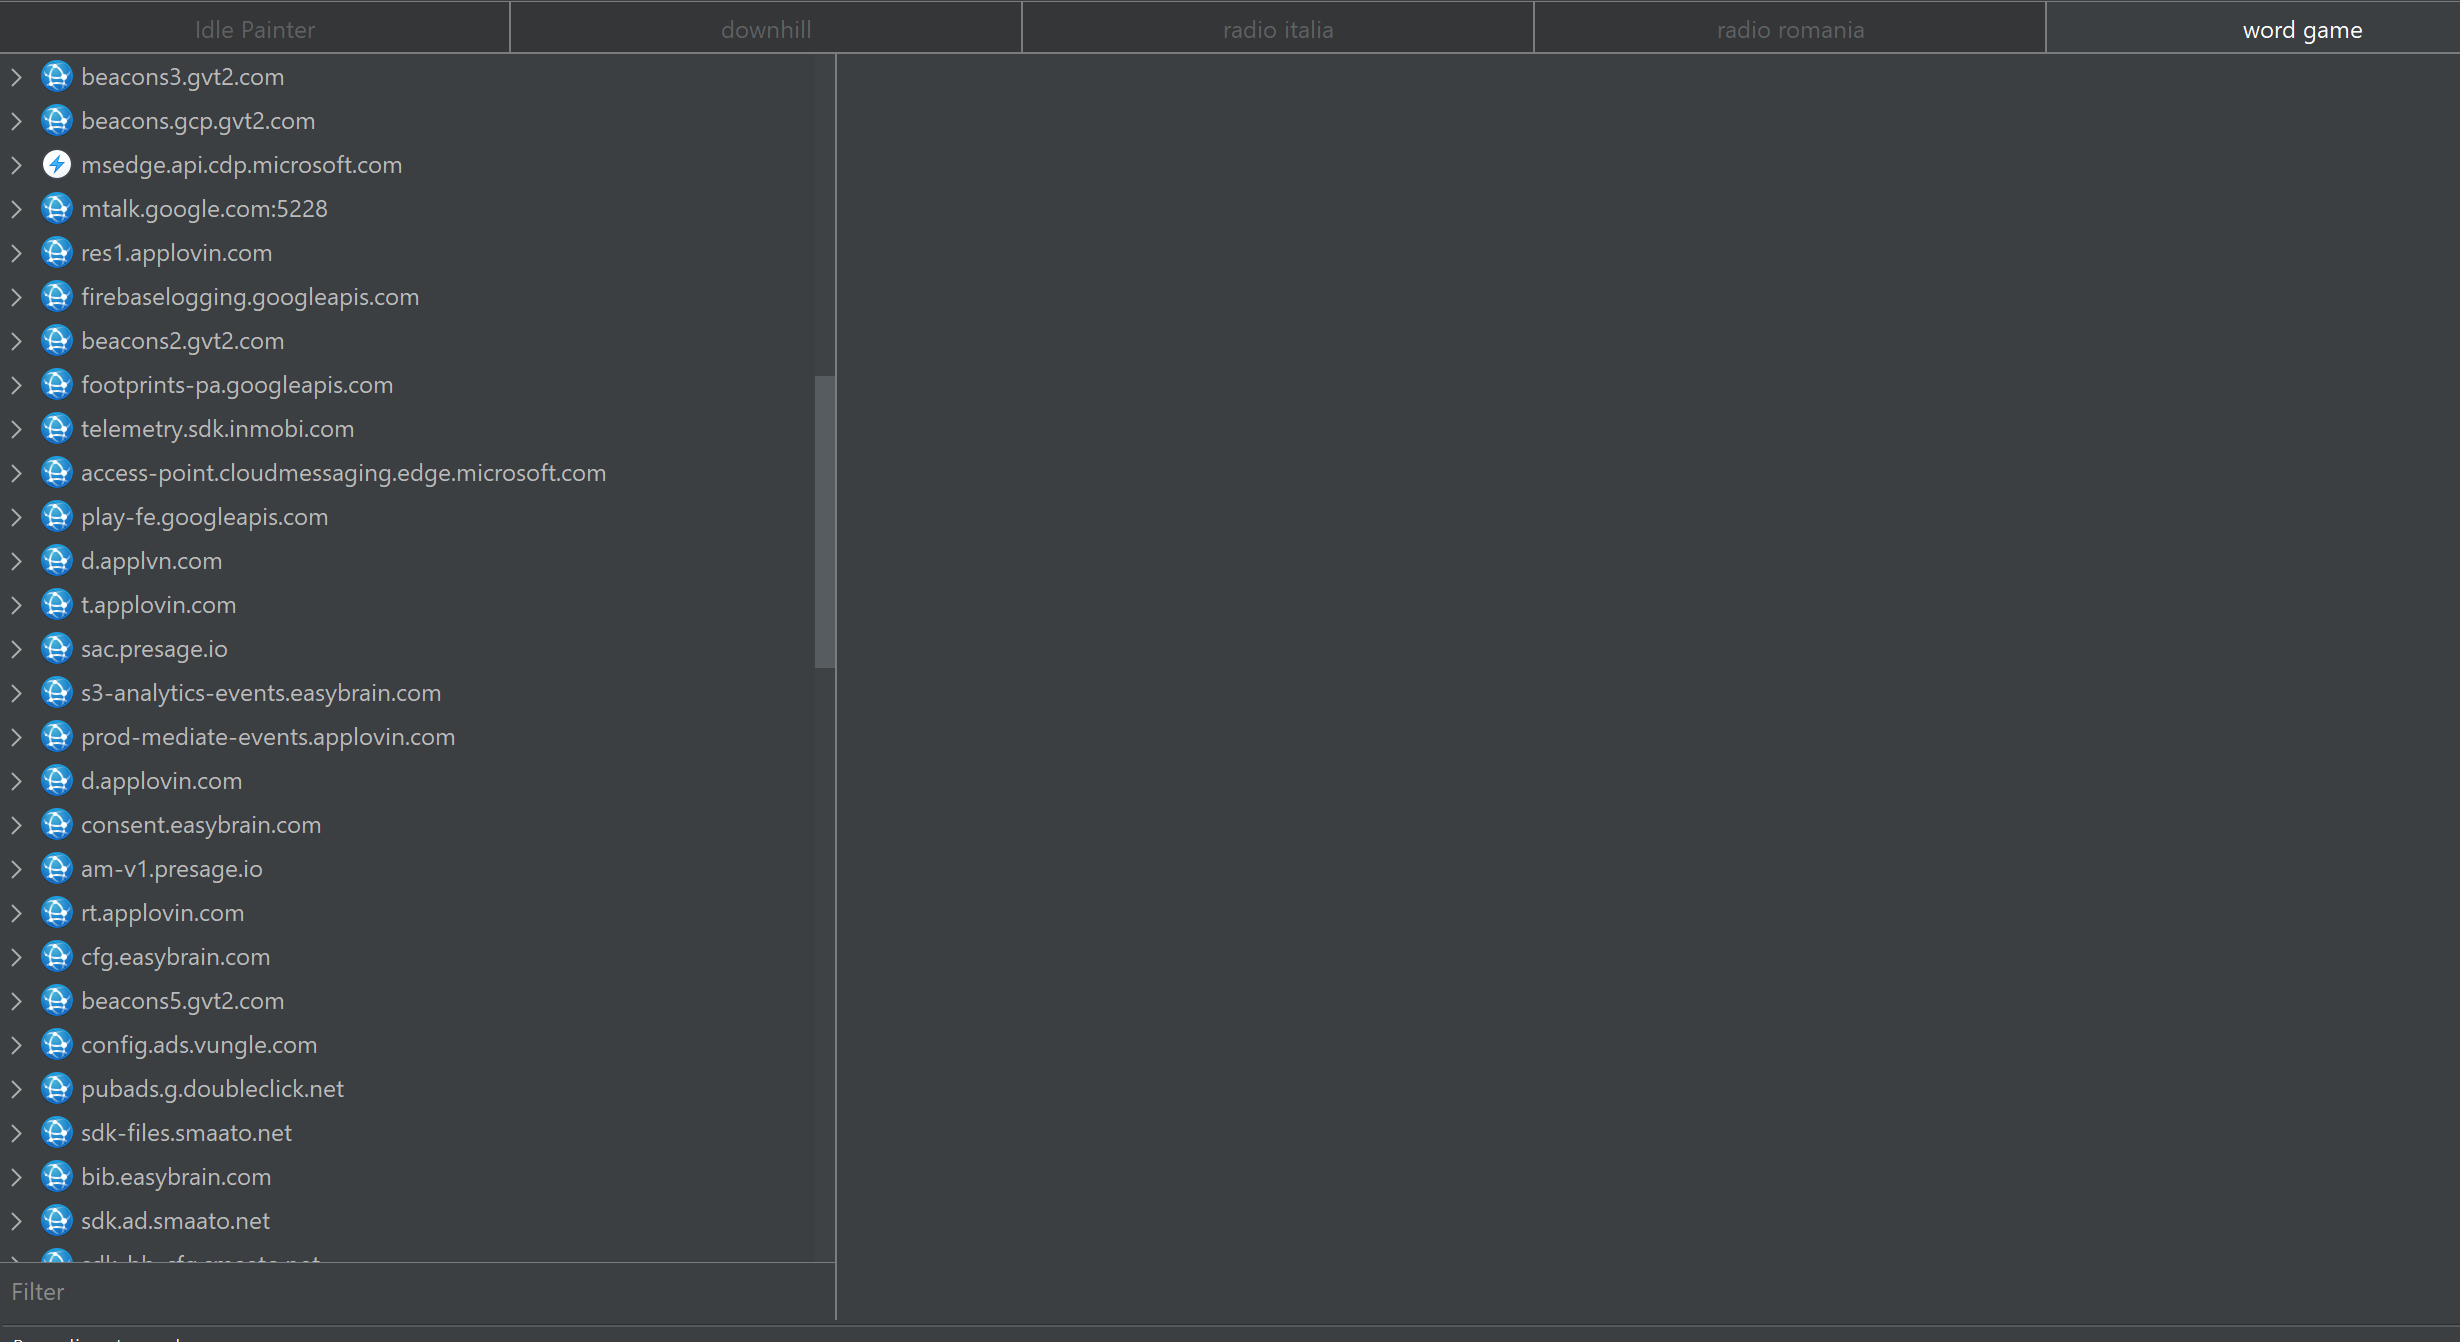 Idle Painter
downhill
radio italia
radio romania
word game
beacons3.gvt2.com
beacons.gcp.gvt2.com
msedge.api.cdp.microsoft.com
mtalk.google.com:5228
res1.applovin.com
firebaselogging.googleapis.com
beacons2.gvt2.com
footprints-pa.googleapis.com
telemetry.sdk.inmobi.com
access-point.cloudmessaging.edge.microsoft.com
play-fe.googleapis.com
d.applvn.com
t.applovin.com
sac.presage.io
s3-analytics-events.easybrain.com
prod-mediate-events.applovin.com
d.applovin.com
consent.easybrain.com
am-v1.presage.io
rt.applovin.com
cfg.easybrain.com
beacons5.gvt2.com
config.ads.vungle.com
pubads.g.doubleclick.net
sdk-files.smaato.net
bib.easybrain.com
sdk.ad.smaato.net
Filter